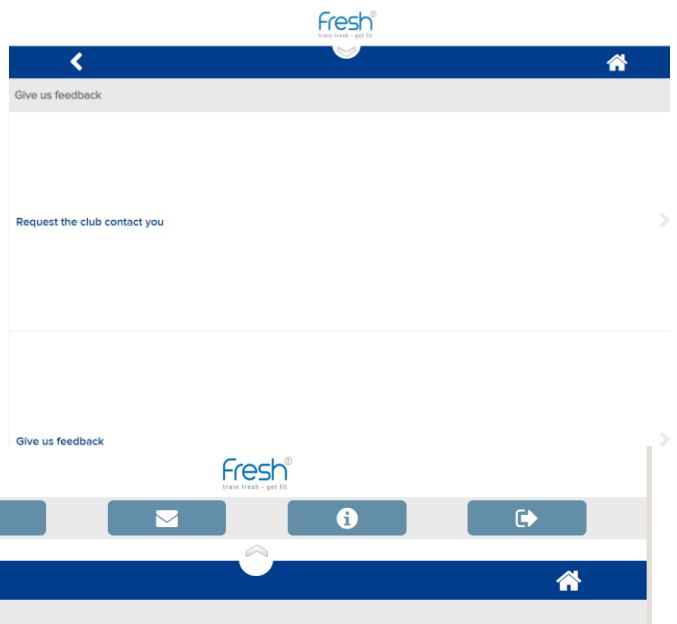 Fresh
train fresh - get fit
Give us feedback
Request the club contact you
Give us feedback
Fresh
train fresh - get fit